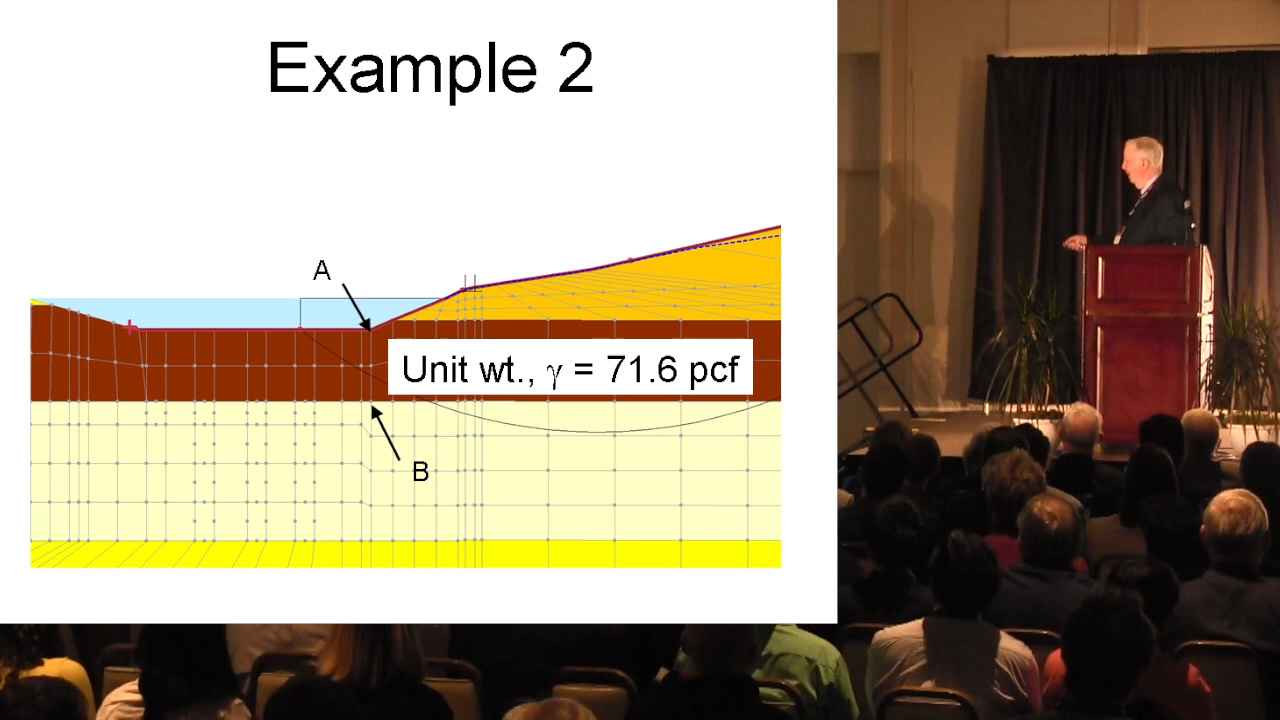 Example 2
A
Unit wt., γ = 71.6 pcf
B